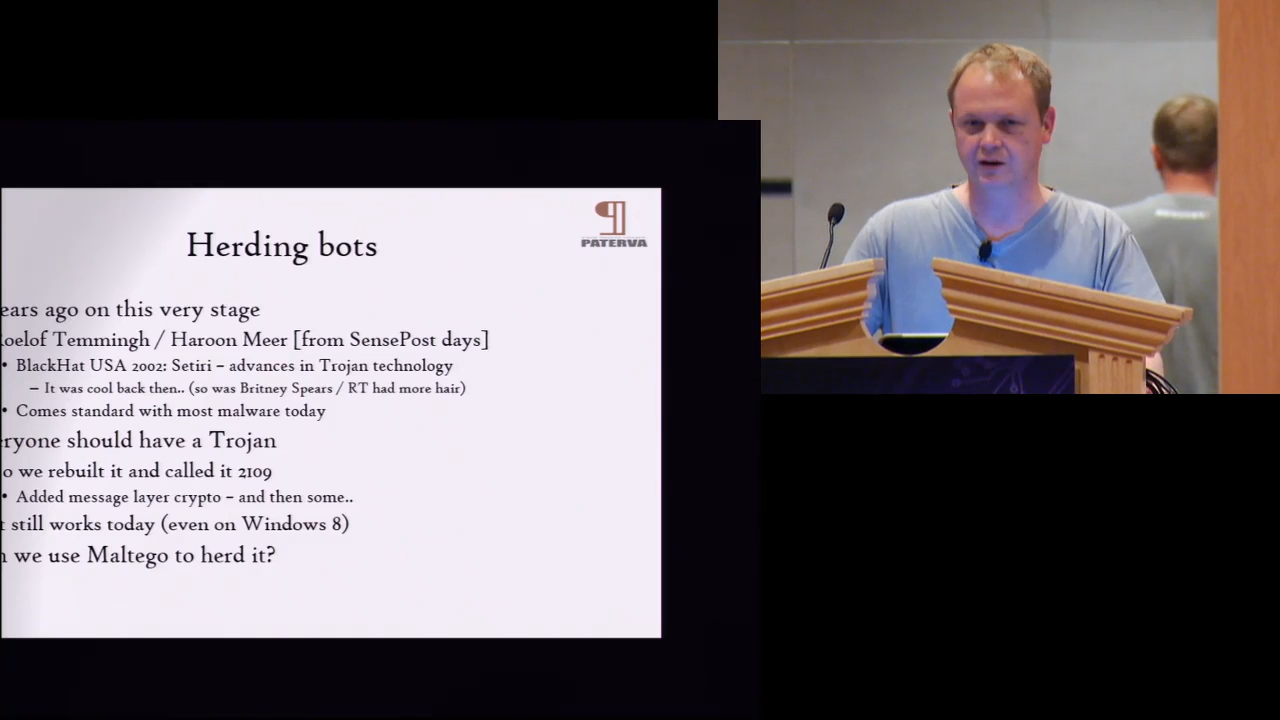 PATERVA
Herding bots
ears ago on this very stage
oelof Temmingh / Haroon Meer [from SensePost days]
• BlackHat USA 2002: Setiri – advances in Trojan technology
– It was cool back then.. (so was Britney Spears / RT had more hair)
• Comes standard with most malware today
ryone should have a Trojan
o we rebuilt it and called it 2109
• Added message layer crypto – and then some..
t still works today (even on Windows 8)
n we use Maltego to herd it?